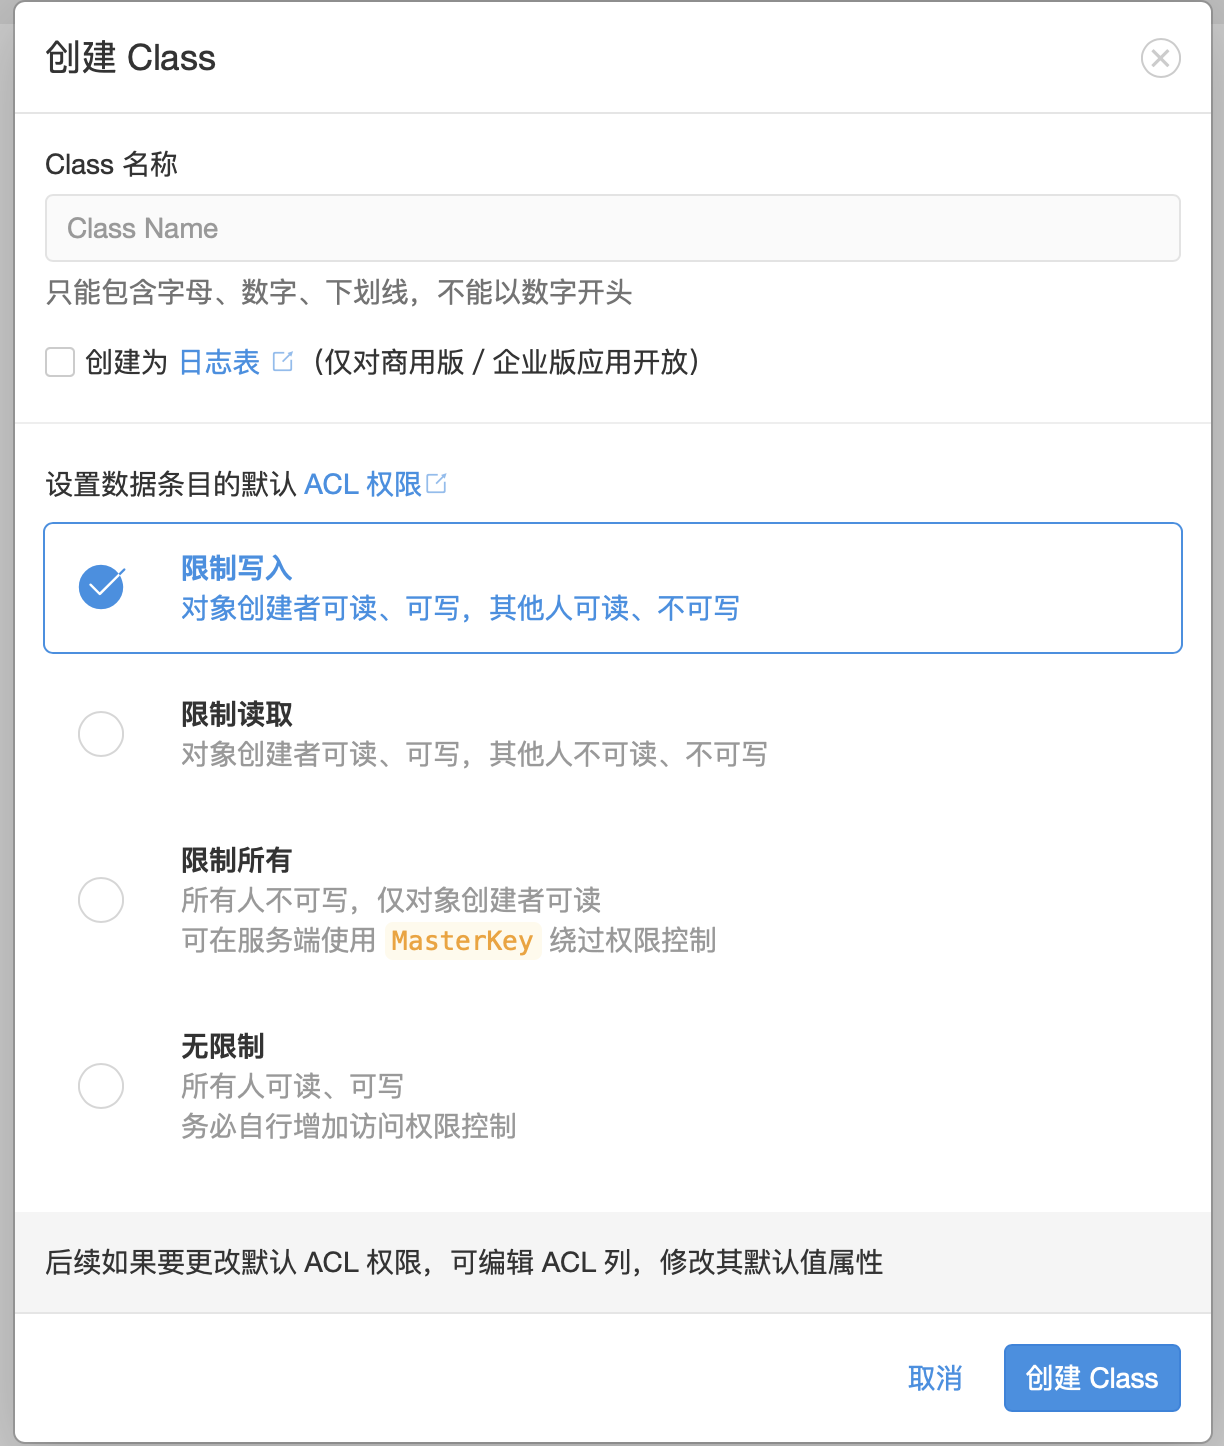 创建 Class
Class 名称
Class Name
只能包含字母、数字、下划线，不能以数字开头
创建为 日志表 （仅对商用版 / 企业版应用开放）
设置数据条目的默认 ACL 权限
限制写入
对象创建者可读、可写，其他人可读、不可写
限制读取
对象创建者可读、可写，其他人不可读、不可写
限制所有
所有人不可写，仅对象创建者可读
可在服务端使用 MasterKey 绕过权限控制
无限制
所有人可读、可写
务必自行增加访问权限控制
后续如果要更改默认 ACL 权限，可编辑 ACL 列，修改其默认值属性
取消
创建 Class